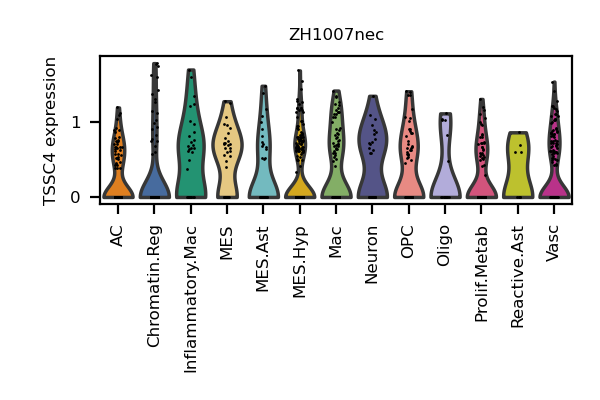 ZH1007nec
TSSC4 expression
1
0
AC
Chromatin.Reg
Inflammatory.Mac
MES
MES.Ast
MES.Hyp
Mac
Neuron
OPC
Oligo
Prolif.Metab
Reactive.Ast
Vasc